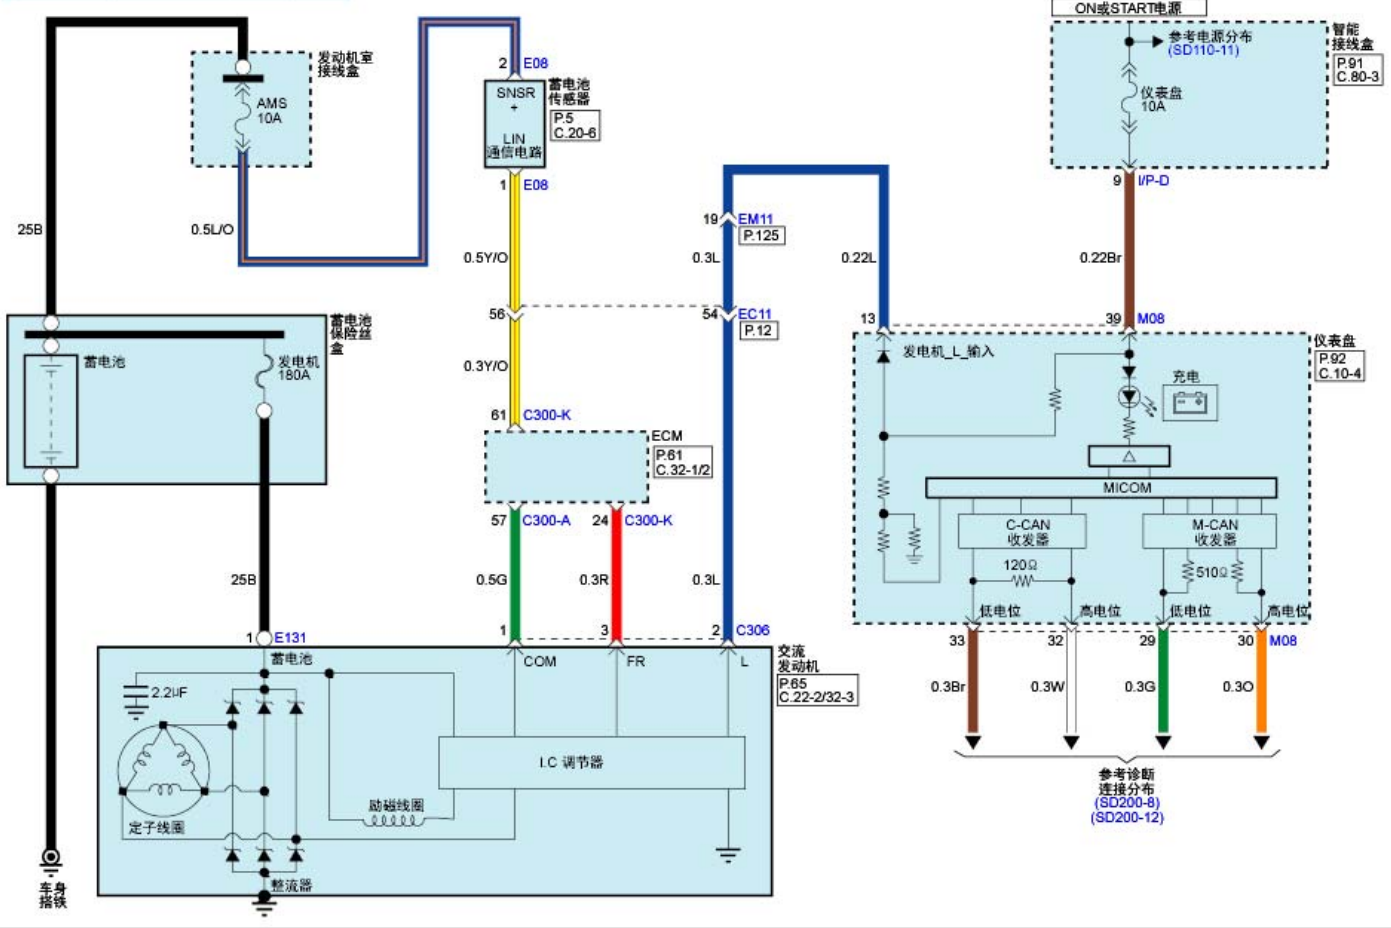 ON或START电源
参考电源分布
(SD110-11)
智能
接线盒
P.91
C.80-3
仪表盘
10A
9 I/P-D
0.22Br
39 M08
发动机室
接线盒
AMS
10A
25B
0.5L/O
2 E08
SNSR
+
LIN
通信电路
蓄电池
传感器
P.5
C.20-6
1 E08
0.5Y/O
56
0.3Y/O
61 C300-K
19 EM11
P.125
0.3L
54 EC11
P.12
0.22L
13
蓄电池
保险丝
盒
蓄电池
发电机
180A
ECM
P.61
C.32-1/2
57 C300-A
24 C300-K
25B
0.5G
0.3R
0.3L
1 E131
1
3
2 C306
仪表盘
P.92
C.10-4
发电机_L_输入
充电
MICOM
C-CAN
收发器
M-CAN
收发器
120Ω
510Ω
低电位
高电位
低电位
高电位
33
32
29
30 M08
0.3Br
0.3W
0.3G
0.3O
参考诊断
连接分布
(SD200-8)
(SD200-12)
交流
发动机
P.65
C.22-2/32-3
蓄电池
COM
FR
L
2.2μF
I.C 调节器
励磁线圈
定子线圈
整流器
车身
搭铁